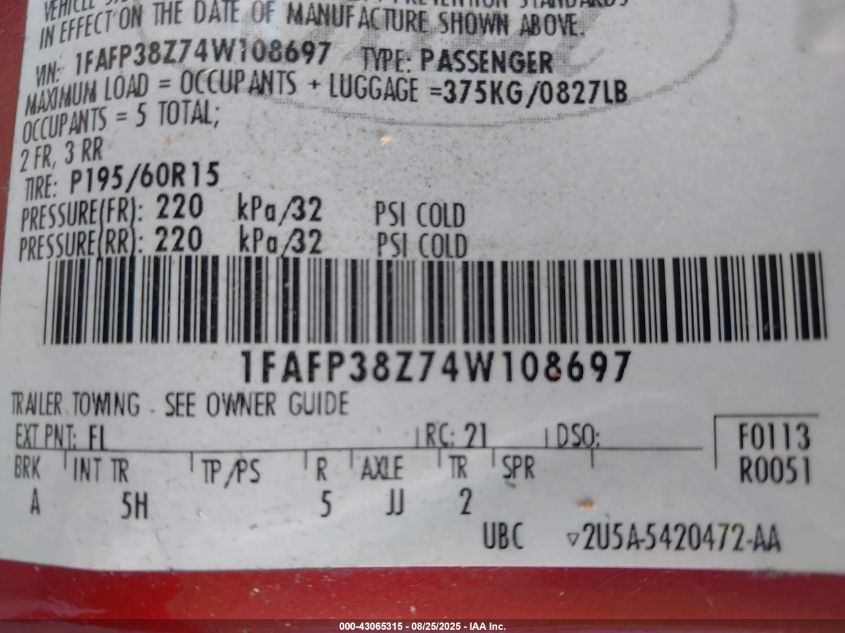 VEHICLE
IN EFFECT ON THE DATE OF MANUFACTURE SHOWN ABOVE.
VIN: 1FAFP38Z74W108697 TYPE: PASSENGER
MAXIMUM LOAD = OCCUPANTS + LUGGAGE =375KG/0827LB
OCCUPANTS = 5 TOTAL;
2 FR, 3 RR
TIRE: P195/60R15
PRESSURE(FR): 220 kPa/32 PSI COLD
PRESSURE(RR): 220 kPa/32 PSI COLD
1FAFP38Z74W108697
TRAILER TOWING - SEE OWNER GUIDE
EXT PNT: FL RC: 21 DSO: F0113
R0051
BRK INT TR TP/PS R AXLE TR SPR
A 5H 5 JJ 2
UBC ▿2U5A-5420472-AA
000-43065315 - 08/25/2025 - IAA Inc.